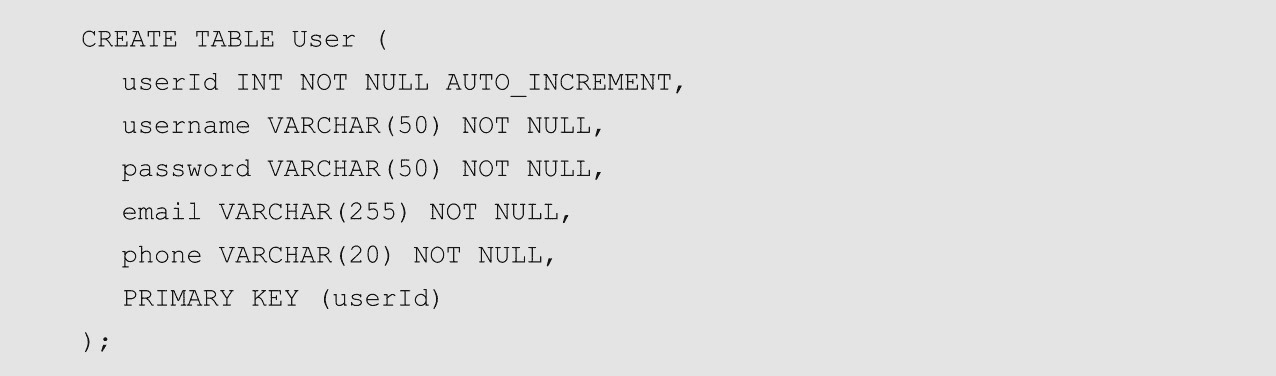 CREATE TABLE User (
userId INT NOT NULL AUTO_INCREMENT,
username VARCHAR(50) NOT NULL,
password VARCHAR(50) NOT NULL,
email VARCHAR(255) NOT NULL,
phone VARCHAR(20) NOT NULL,
PRIMARY KEY (userId)
);